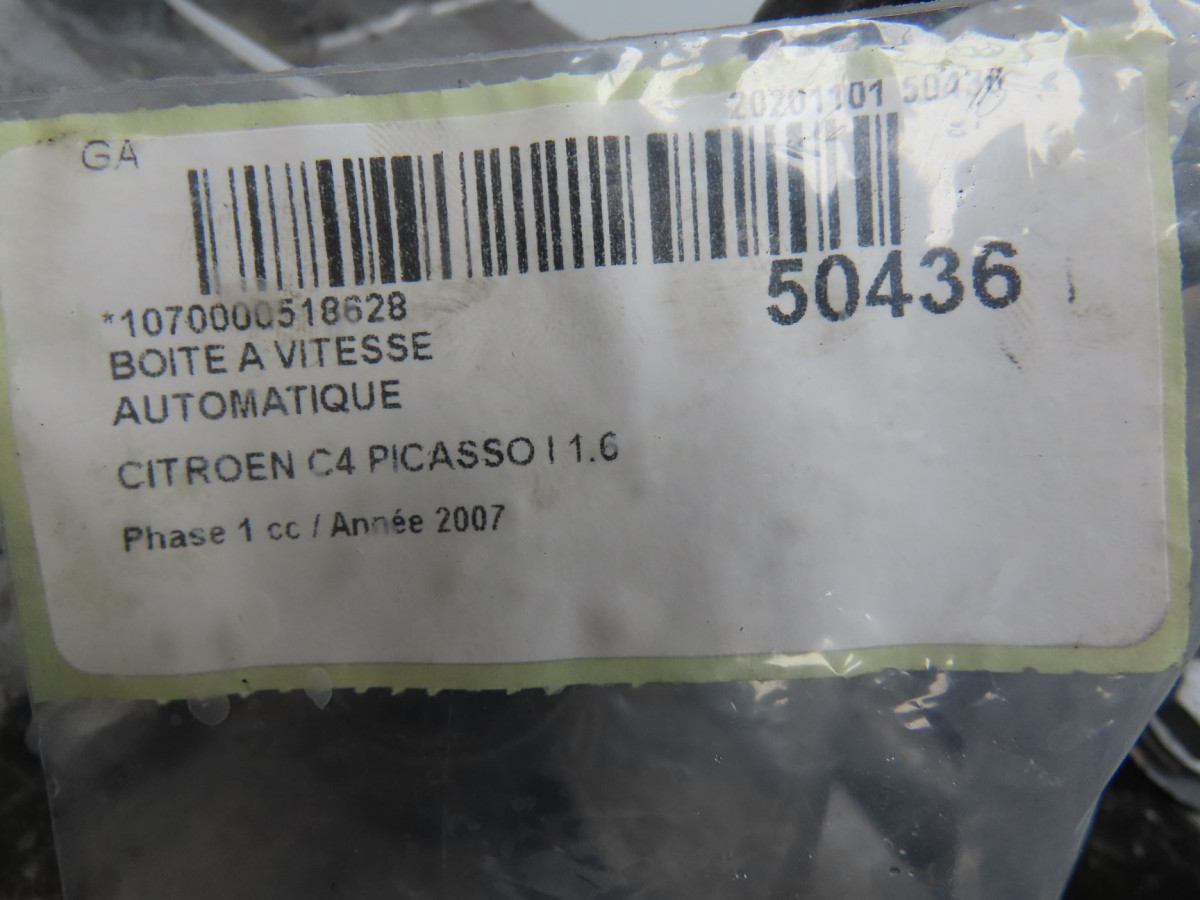 GA
20201101
*1070000518628
50436
BOITE A VITESSE
AUTOMATIQUE
CITROEN C4 PICASSO I 1.6
Phase 1 cc / Année 2007